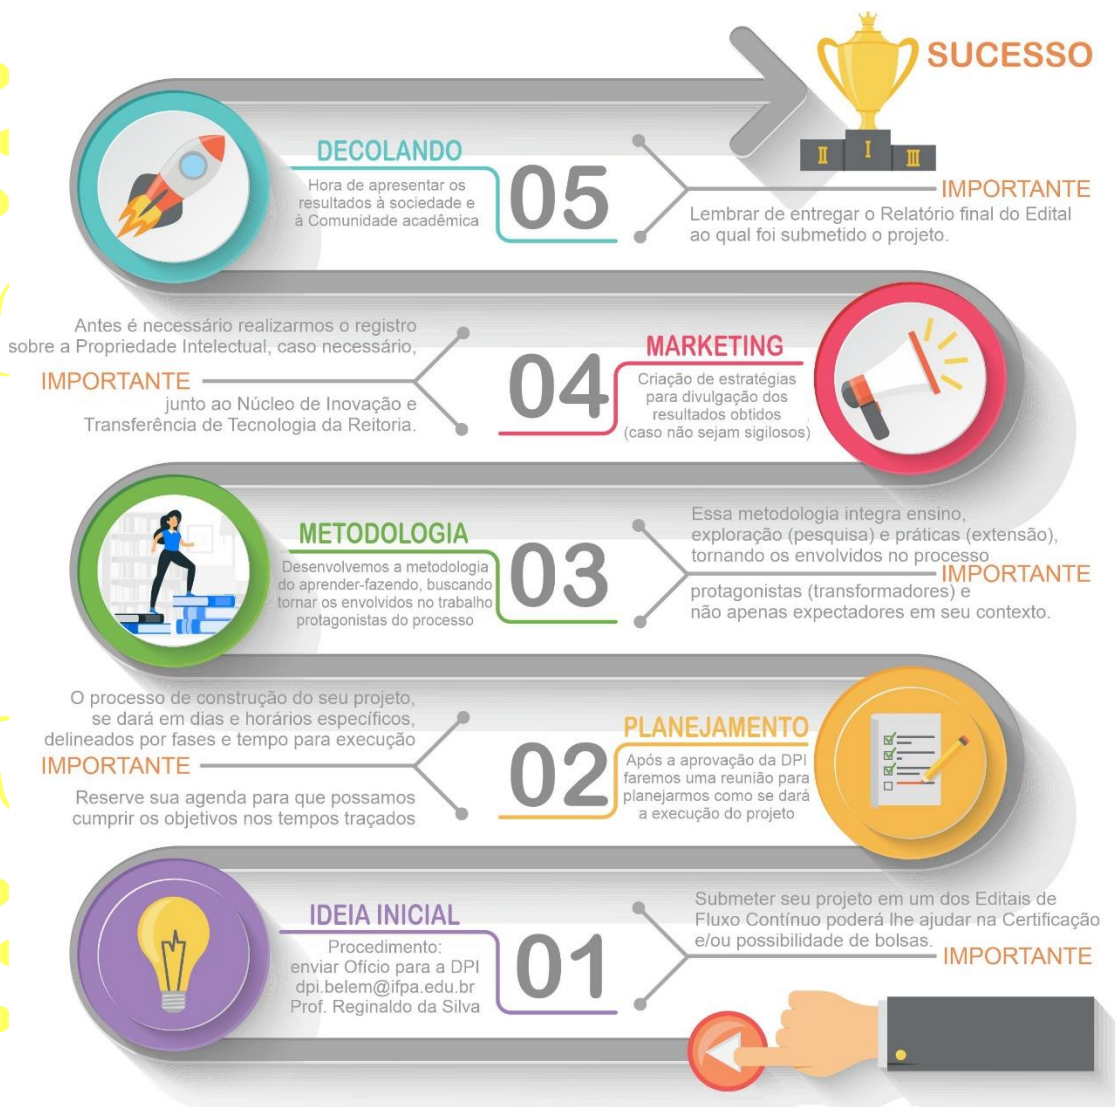 SUCESSO
II
I
III
DECOLANDO
Hora de apresentar os
resultados à sociedade e
à Comunidade acadêmica
05
IMPORTANTE
Lembrar de entregar o Relatório final do Edital
ao qual foi submetido o projeto.
Antes é necessário realizarmos o registro
sobre a Propriedade Intelectual, caso necessário,
IMPORTANTE
junto ao Núcleo de Inovação e
Transferência de Tecnologia da Reitoria.
04
MARKETING
Criação de estratégias
para divulgação dos
resultados obtidos
(caso não sejam sigilosos)
METODOLOGIA
Desenvolvemos a metodologia
do aprender-fazendo, buscando
tornar os envolvidos no trabalho
protagonistas do processo
03
Essa metodologia integra ensino,
exploração (pesquisa) e práticas (extensão),
tornando os envolvidos no processo
IMPORTANTE
protagonistas (transformadores) e
não apenas expectadores em seu contexto.
O processo de construção do seu projeto,
se dará em dias e horários específicos,
delineados por fases e tempo para execução
IMPORTANTE
Reserve sua agenda para que possamos
cumprir os objetivos nos tempos traçados
02
PLANEJAMENTO
Após a aprovação da DPI
faremos uma reunião para
planejarmos como se dará
a execução do projeto
IDEIA INICIAL
Procedimento:
enviar Ofício para a DPI
dpi.belem@ifpa.edu.br
Prof. Reginaldo da Silva
01
Submeter seu projeto em um dos Editais de
Fluxo Contínuo poderá lhe ajudar na Certificação
e/ou possibilidade de bolsas.
IMPORTANTE